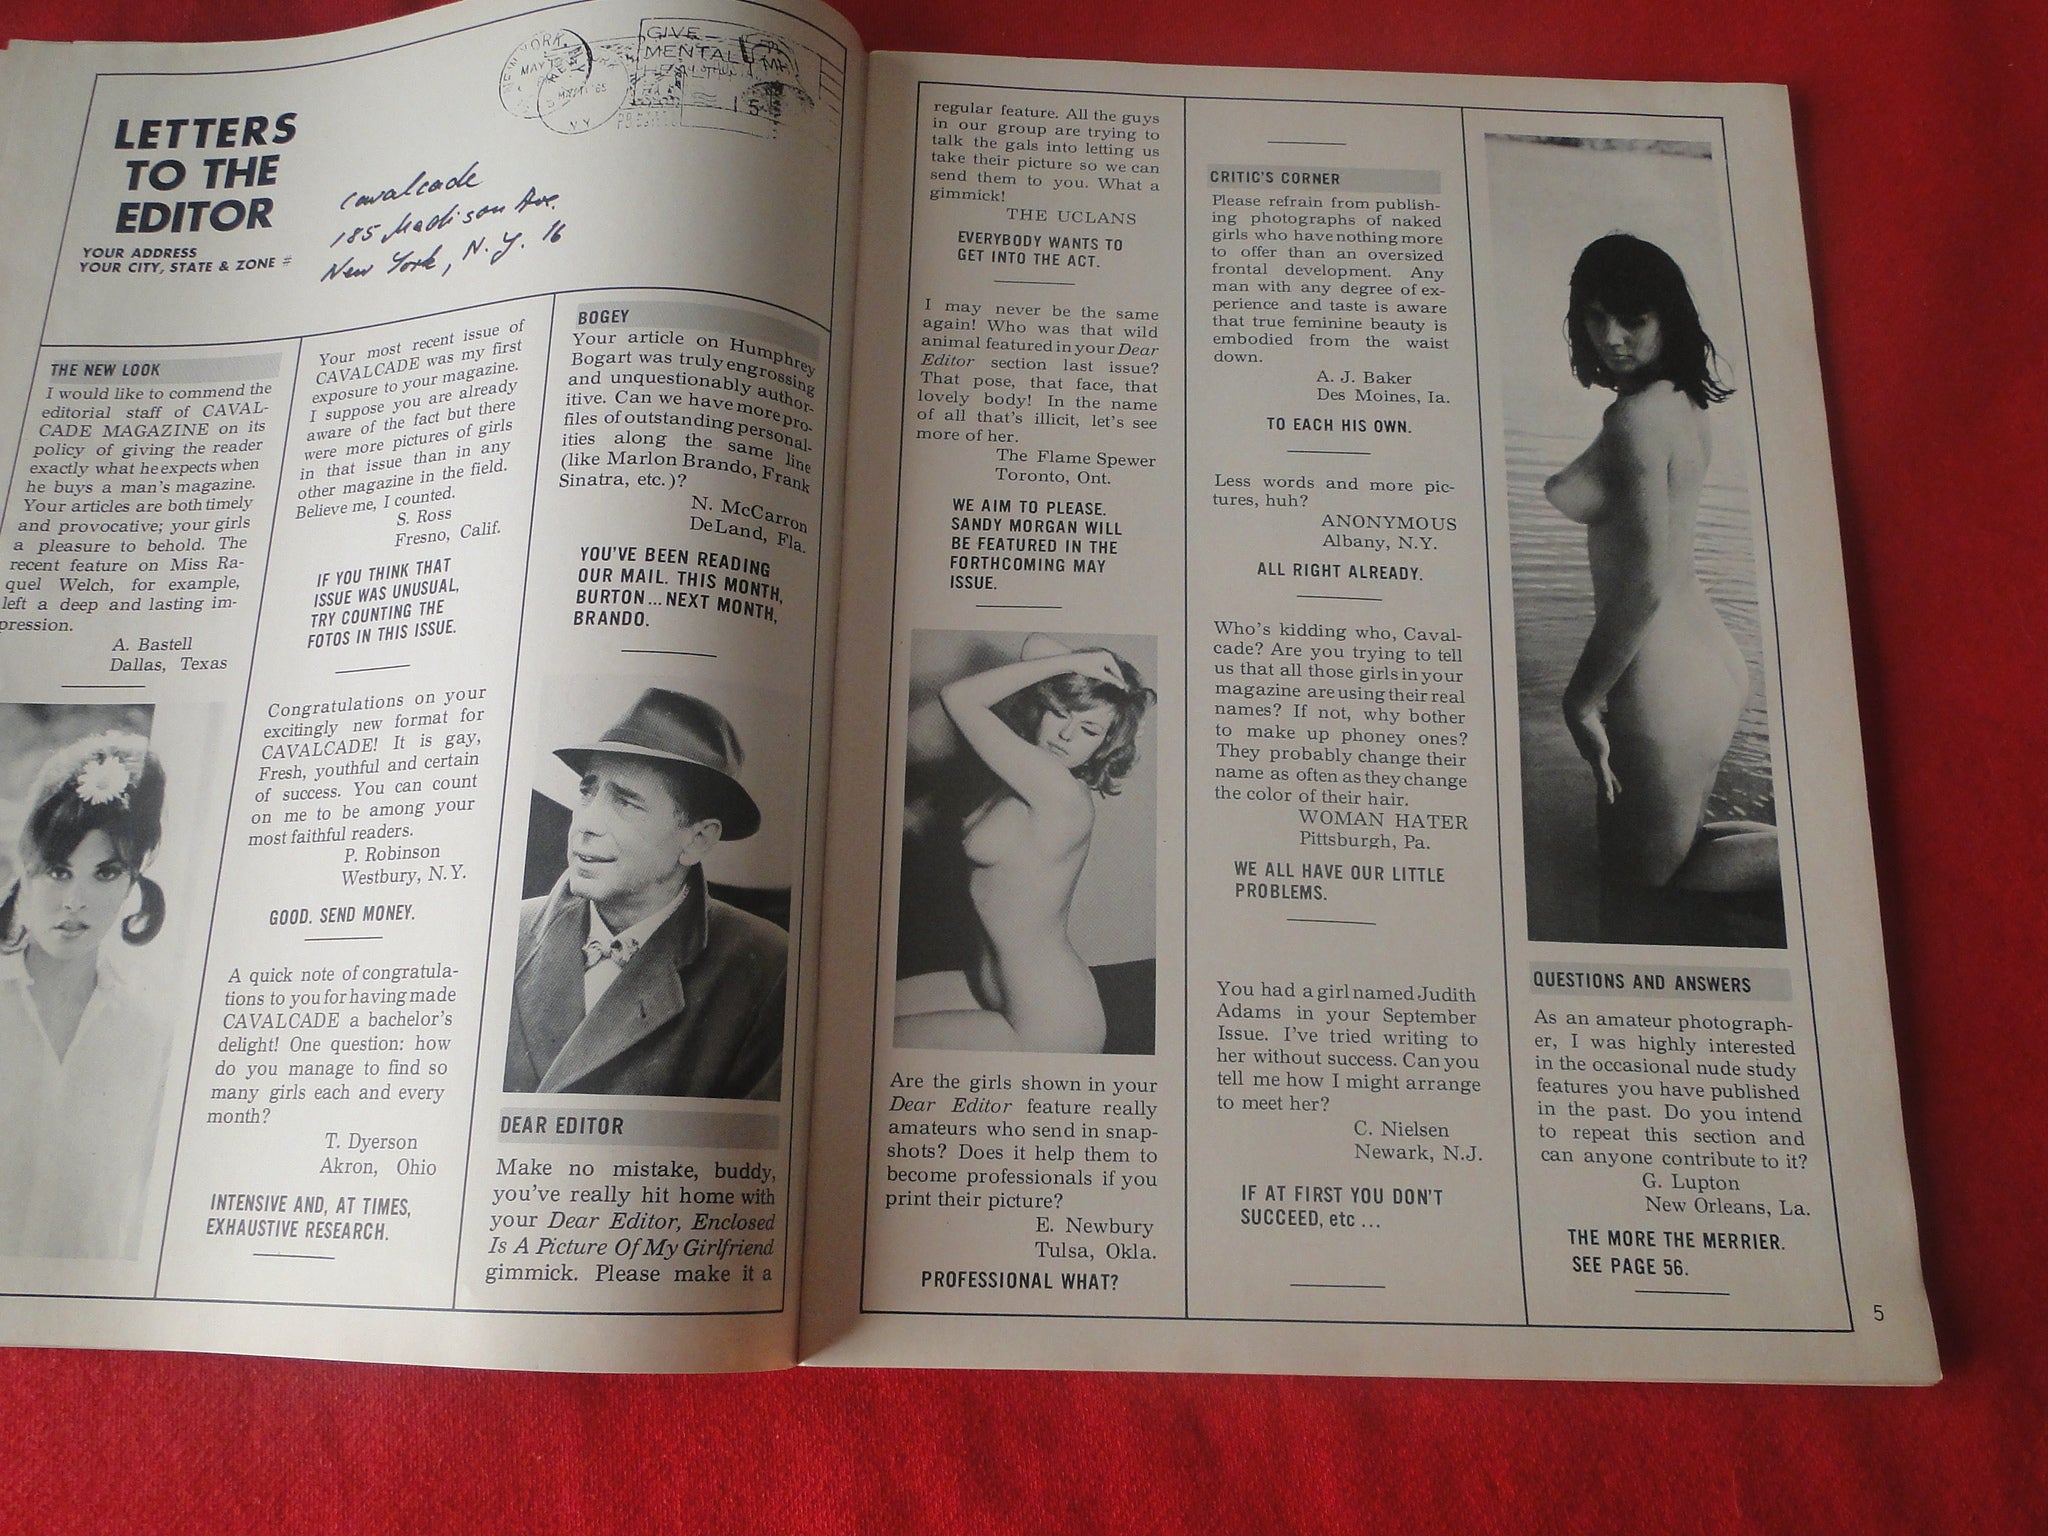 LETTERS
TO THE
EDITOR
YOUR ADDRESS
YOUR CITY, STATE & ZONE #
GIVE
MENTAL
cavalcade
185 Madison Ave.
New York, N.Y. 16
THE NEW LOOK
I would like to commend the
editorial staff of CAVAL-
CADE MAGAZINE on its
policy of giving the reader
exactly what he expects when
he buys a man's magazine.
Your articles are both timely
and provocative; your girls
a pleasure to behold. The
recent feature on Miss Ra-
quel Welch, for example,
left a deep and lasting im-
pression.
A. Bastell
Dallas, Texas
Your most recent issue of
CAVALCADE was my first
exposure to your magazine.
I suppose you are already
aware of the fact but there
were more pictures of girls
in that issue than in any
other magazine in the field.
Believe me, I counted.
S. Ross
Fresno, Calif.
IF YOU THINK THAT
ISSUE WAS UNUSUAL,
TRY COUNTING THE
FOTOS IN THIS ISSUE.
Congratulations on your
excitingly new format for
CAVALCADE! It is gay,
Fresh, youthful and certain
of success. You can count
on me to be among your
most faithful readers.
P. Robinson
Westbury, N.Y.
GOOD. SEND MONEY.
A quick note of congratula-
tions to you for having made
CAVALCADE a bachelor's
delight! One question: how
do you manage to find so
many girls each and every
month?
T. Dyerson
Akron, Ohio
INTENSIVE AND, AT TIMES,
EXHAUSTIVE RESEARCH.
BOGEY
Your article on Humphrey
Bogart was truly engrossing
and unquestionably author-
itive. Can we have more pro-
files of outstanding personal-
ities along the same line
(like Marlon Brando, Frank
Sinatra, etc.)?
N. McCarron
DeLand, Fla.
YOU'VE BEEN READING
OUR MAIL. THIS MONTH,
BURTON...NEXT MONTH,
BRANDO.
DEAR EDITOR
Make no mistake, buddy,
you've really hit home with
your Dear Editor, Enclosed
Is A Picture Of My Girlfriend
gimmick. Please make it a
regular feature. All the guys
in our group are trying to
talk the gals into letting us
take their picture so we can
send them to you. What a
gimmick!
THE UCLANS
EVERYBODY WANTS TO
GET INTO THE ACT.
I may never be the same
again! Who was that wild
animal featured in your Dear
Editor section last issue?
That pose, that face, that
lovely body! In the name
of all that's illicit, let's see
more of her.
The Flame Spewer
Toronto, Ont.
WE AIM TO PLEASE.
SANDY MORGAN WILL
BE FEATURED IN THE
FORTHCOMING MAY
ISSUE.
Are the girls shown in your
Dear Editor feature really
amateurs who send in snap-
shots? Does it help them to
become professionals if you
print their picture?
E. Newbury
Tulsa, Okla.
PROFESSIONAL WHAT?
CRITIC'S CORNER
Please refrain from publish-
ing photographs of naked
girls who have nothing more
to offer than an oversized
frontal development. Any
man with any degree of ex-
perience and taste is aware
that true feminine beauty is
embodied from the waist
down.
A. J. Baker
Des Moines, Ia.
TO EACH HIS OWN.
Less words and more pic-
tures, huh?
ANONYMOUS
Albany, N.Y.
ALL RIGHT ALREADY.
Who's kidding who, Caval-
cade? Are you trying to tell
us that all those girls in your
magazine are using their real
names? If not, why bother
to make up phoney ones?
They probably change their
name as often as they change
the color of their hair.
WOMAN HATER
Pittsburgh, Pa.
WE ALL HAVE OUR LITTLE
PROBLEMS.
You had a girl named Judith
Adams in your September
Issue. I've tried writing to
her without success. Can you
tell me how I might arrange
to meet her?
C. Nielsen
Newark, N.J.
IF AT FIRST YOU DON'T
SUCCEED, etc ...
QUESTIONS AND ANSWERS
As an amateur photograph-
er, I was highly interested
in the occasional nude study
features you have published
in the past. Do you intend
to repeat this section and
can anyone contribute to it?
G. Lupton
New Orleans, La.
THE MORE THE MERRIER.
SEE PAGE 56.
5